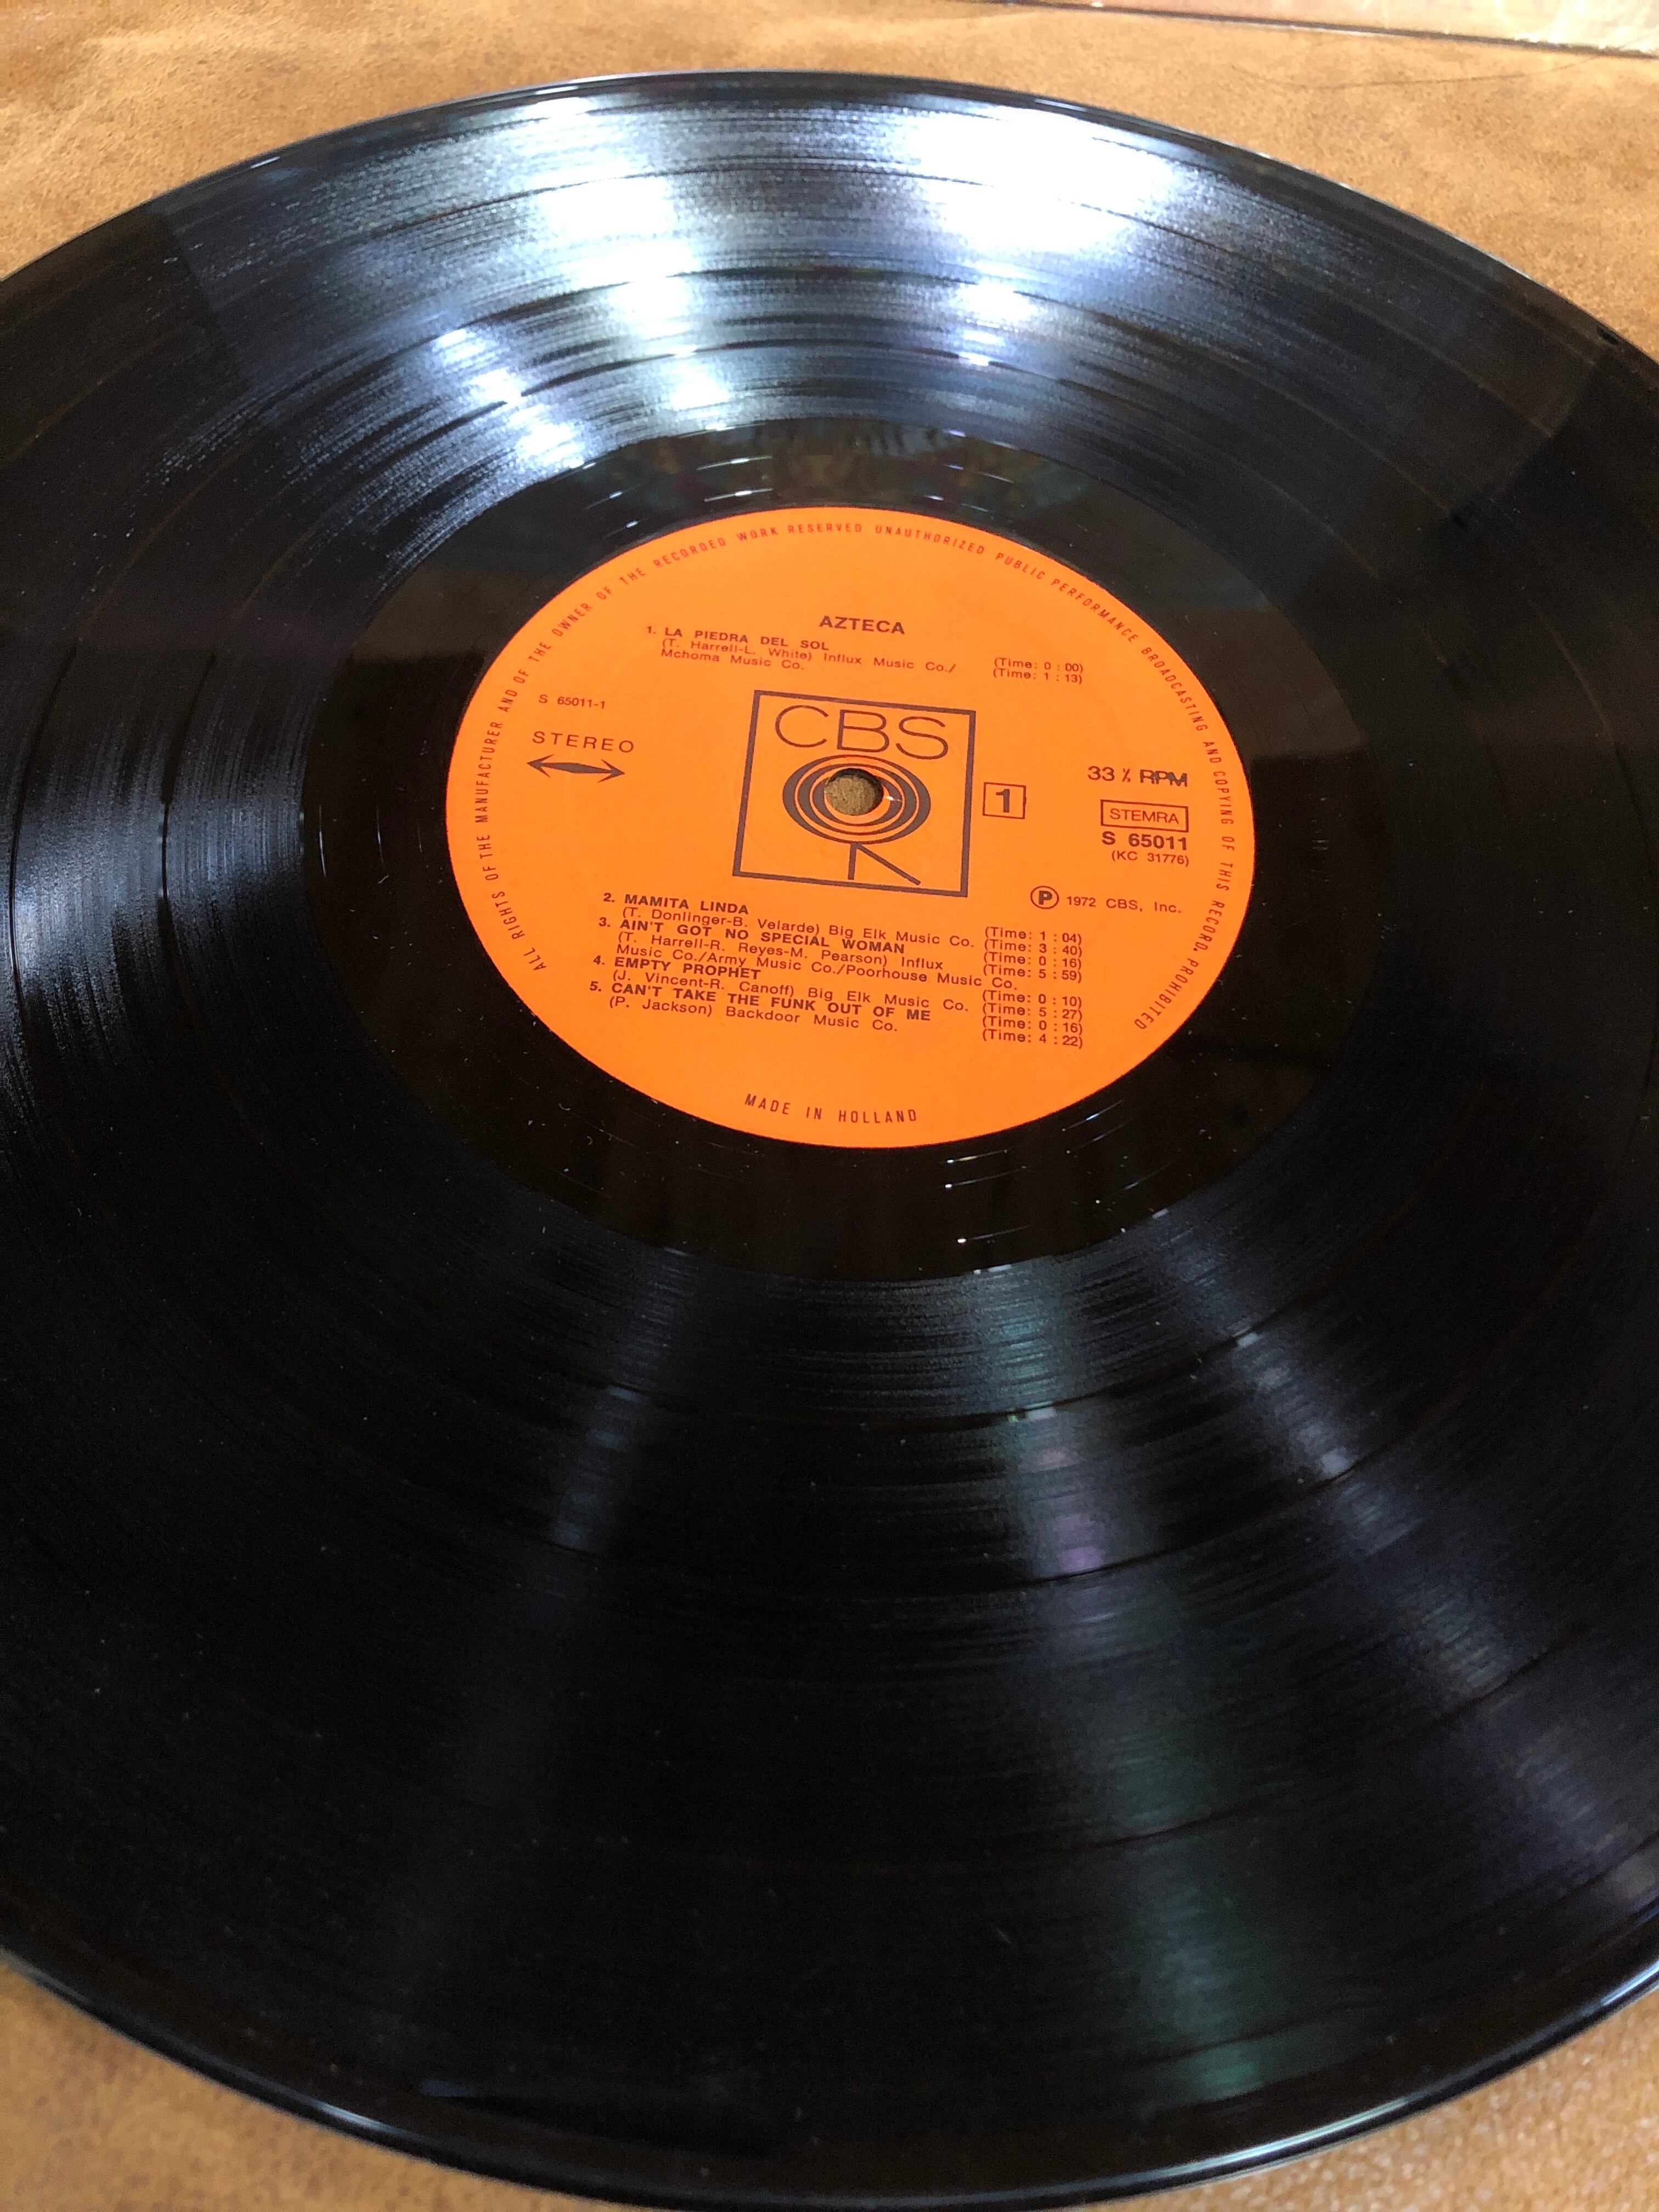 ALL RIGHTS OF THE MANUFACTURER AND OF THE OWNER OF THE RECORDED WORK RESERVED UNAUTHORIZED PUBLIC PERFORMANCE BROADCASTING AND COPYING OF THIS RECORD. PROHIBITED
AZTECA
1. LA PIEDRA DEL SOL (Time: 0 : 00)
(T. Harrell-L. White) Influx Music Co./ (Time: 1 : 13)
Mchoma Music Co.
S 65011-1
STEREO
CBS
1
33 ⅓ RPM
STEMRA
S 65011
(KC 31776)
P 1972 CBS, Inc.
2. MAMITA LINDA (Time: 1 : 04)
(T. Donlinger-B. Velarde) Big Elk Music Co. (Time: 3 : 40)
3. AIN'T GOT NO SPECIAL WOMAN (Time: 0 : 16)
(T. Harrell-R. Reyes-M. Pearson) Influx (Time: 5 : 59)
Music Co./Army Music Co./Poorhouse Music Co.
4. EMPTY PROPHET (Time: 0 : 10)
(J. Vincent-R. Canoff) Big Elk Music Co. (Time: 5 : 27)
5. CAN'T TAKE THE FUNK OUT OF ME (Time: 0 : 16)
(P. Jackson) Backdoor Music Co. (Time: 4 : 22)
MADE IN HOLLAND